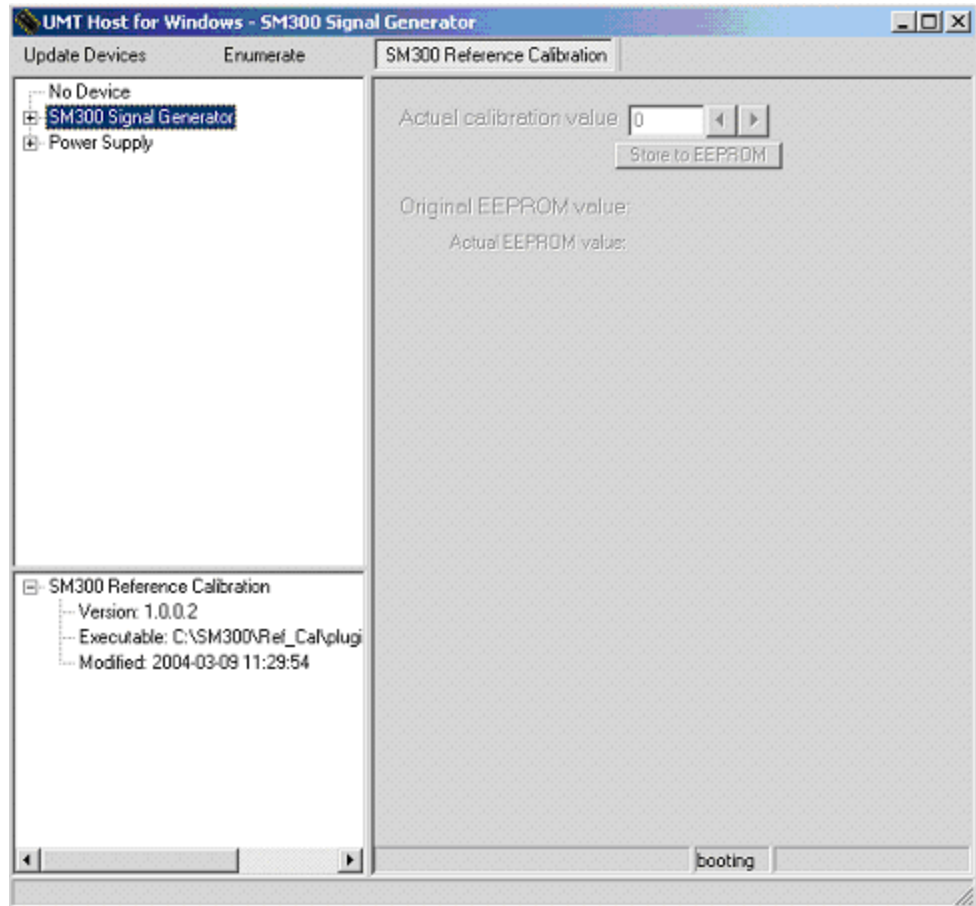 UMT Host for Windows - SM300 Signal Generator
Update Devices Enumerate SM300 Reference Calibration
No Device
SM300 Signal Generator
Power Supply
Actual calibration value 0
Store to EEPROM
Original EEPROM value:
Actual EEPROM value:
SM300 Reference Calibration
Version: 1.0.0.2
Executable: C:\SM300\Ref_Cal\plugi
Modified: 2004-03-09 11:29:54
booting